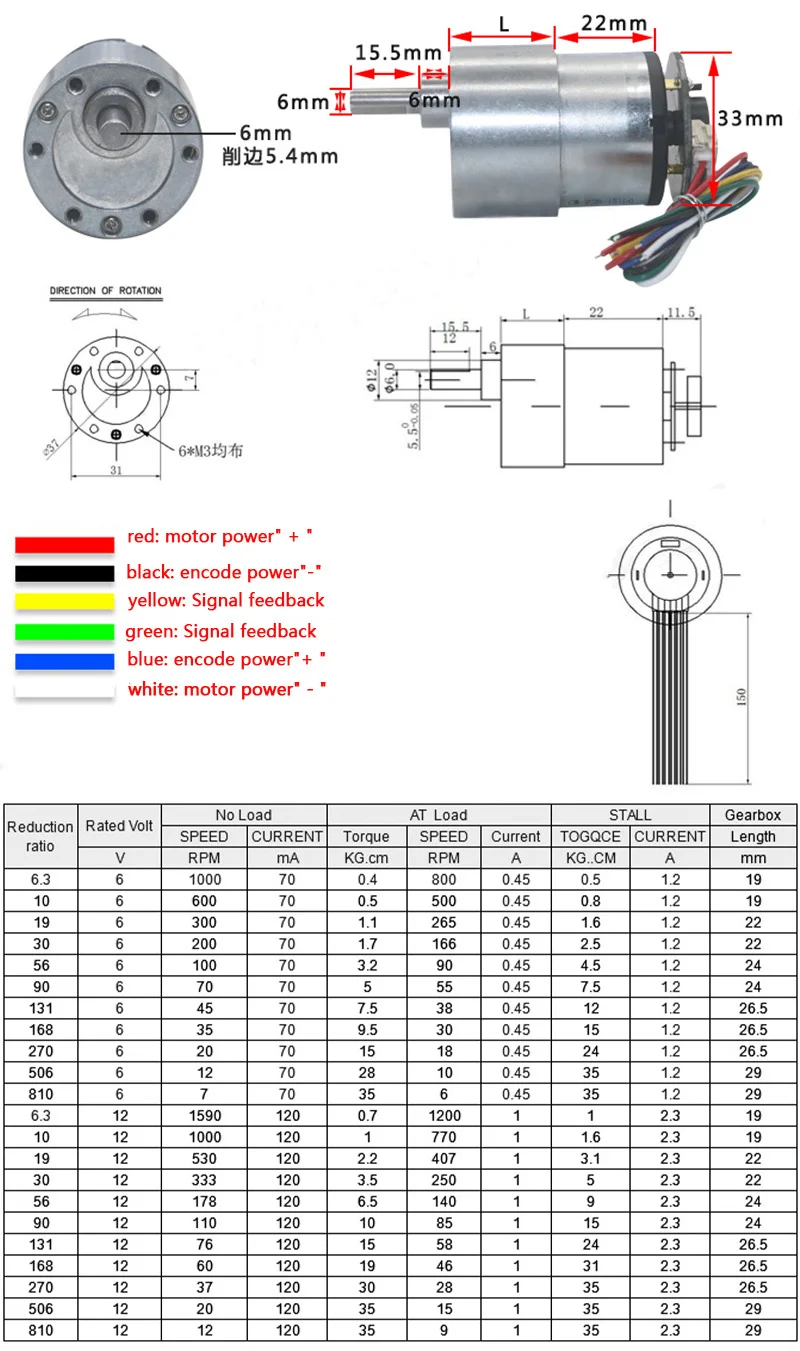 L
22mm
15.5mm
6mm
6mm
33mm
6mm
削边5.4mm
DIRECTION OF ROTATION
7
Ø37
31
6*M3均布
15.5
12
6
L
22
11.5
Ø12
Ø6.0
5.5 0 -0.05
red: motor power" + "
black: encode power"-"
yellow: Signal feedback
green: Signal feedback
blue: encode power"+ "
white: motor power" - "
150
Reduction ratio Rated Volt No Load AT Load STALL Gearbox
SPEED CURRENT Torque SPEED Current TOGQCE CURRENT Length
V RPM mA KG.cm RPM A KG..CM A mm
6.3 6 1000 70 0.4 800 0.45 0.5 1.2 19
10 6 600 70 0.5 500 0.45 0.8 1.2 19
19 6 300 70 1.1 265 0.45 1.6 1.2 22
30 6 200 70 1.7 166 0.45 2.5 1.2 22
56 6 100 70 3.2 90 0.45 4.5 1.2 24
90 6 70 70 5 55 0.45 7.5 1.2 24
131 6 45 70 7.5 38 0.45 12 1.2 26.5
168 6 35 70 9.5 30 0.45 15 1.2 26.5
270 6 20 70 15 18 0.45 24 1.2 26.5
506 6 12 70 28 10 0.45 35 1.2 29
810 6 7 70 35 6 0.45 35 1.2 29
6.3 12 1590 120 0.7 1200 1 1 2.3 19
10 12 1000 120 1 770 1 1.6 2.3 19
19 12 530 120 2.2 407 1 3.1 2.3 22
30 12 333 120 3.5 250 1 5 2.3 22
56 12 178 120 6.5 140 1 9 2.3 24
90 12 110 120 10 85 1 15 2.3 24
131 12 76 120 15 58 1 24 2.3 26.5
168 12 60 120 19 46 1 31 2.3 26.5
270 12 37 120 30 28 1 35 2.3 26.5
506 12 20 120 35 15 1 35 2.3 29
810 12 12 120 35 9 1 35 2.3 29